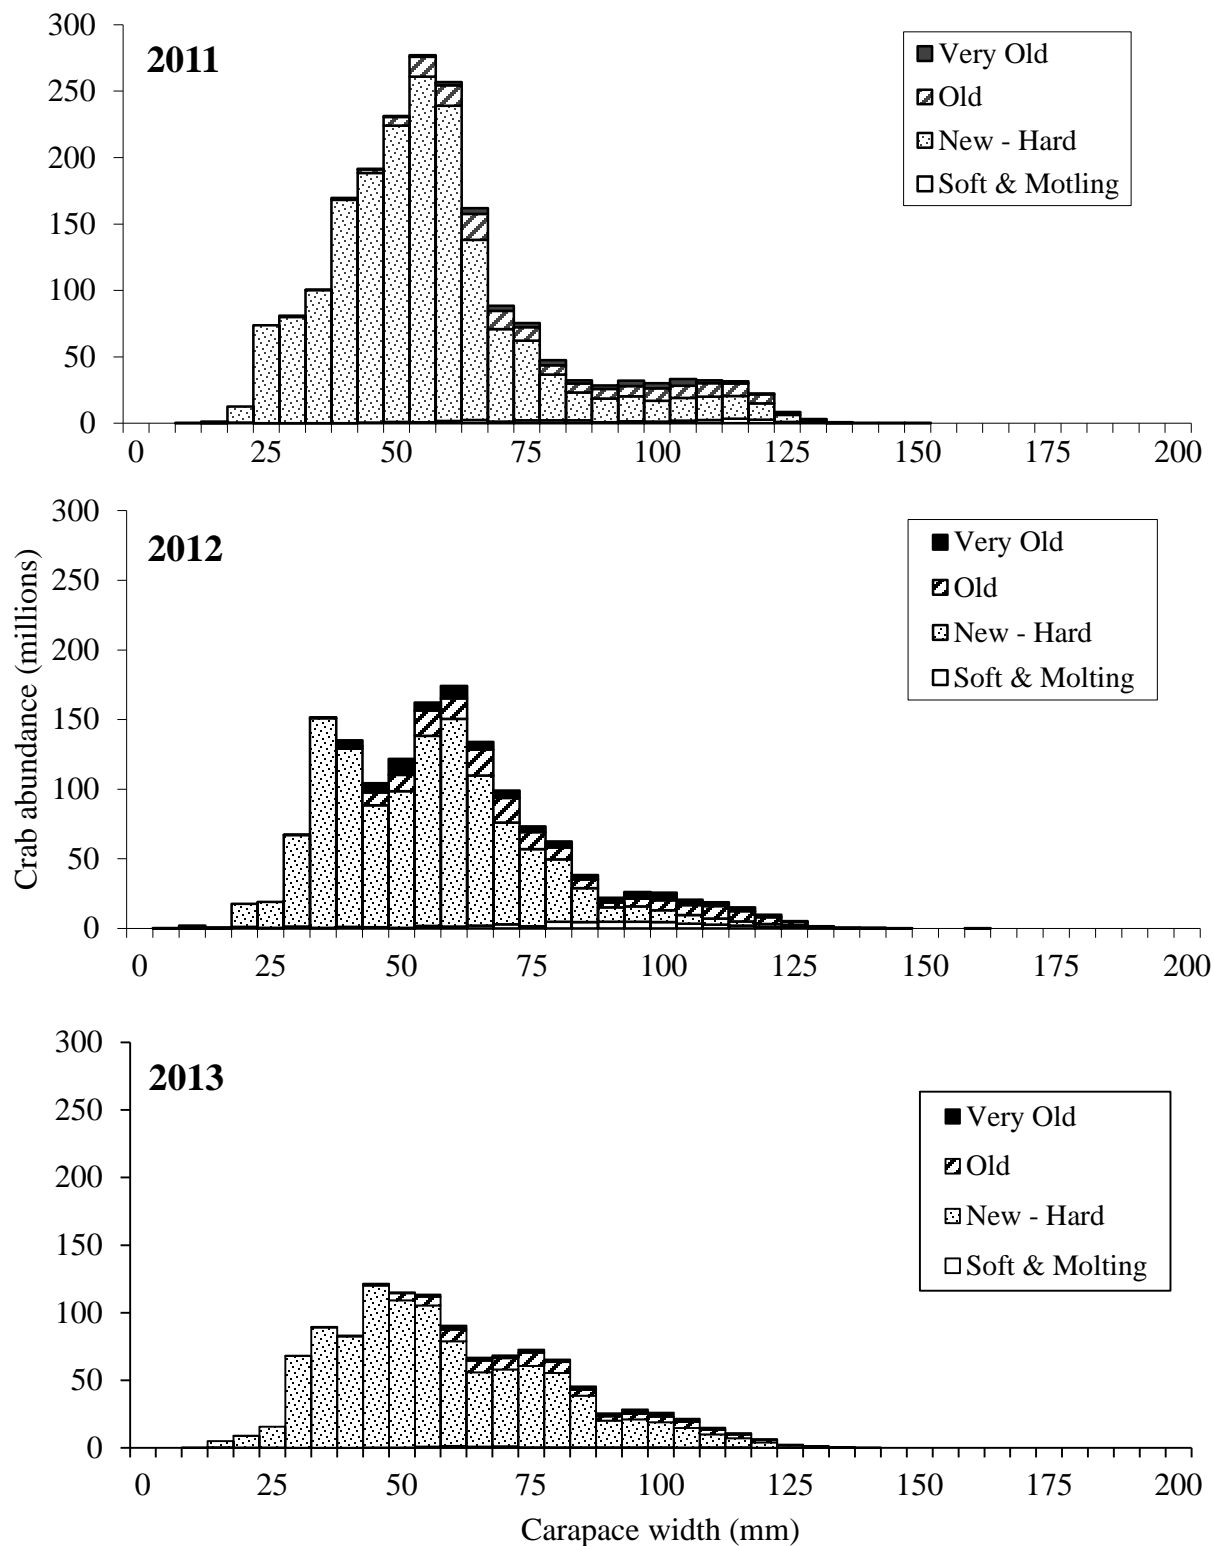 300
250
200
150
100
50
0
2011
Very Old
Old
New - Hard
Soft & Motling
0 25 50 75 100 125 150 175 200
Crab abundance (millions)
300
250
200
150
100
50
0
2012
Very Old
Old
New - Hard
Soft & Molting
0 25 50 75 100 125 150 175 200
300
250
200
150
100
50
0
2013
Very Old
Old
New - Hard
Soft & Molting
0 25 50 75 100 125 150 175 200
Carapace width (mm)